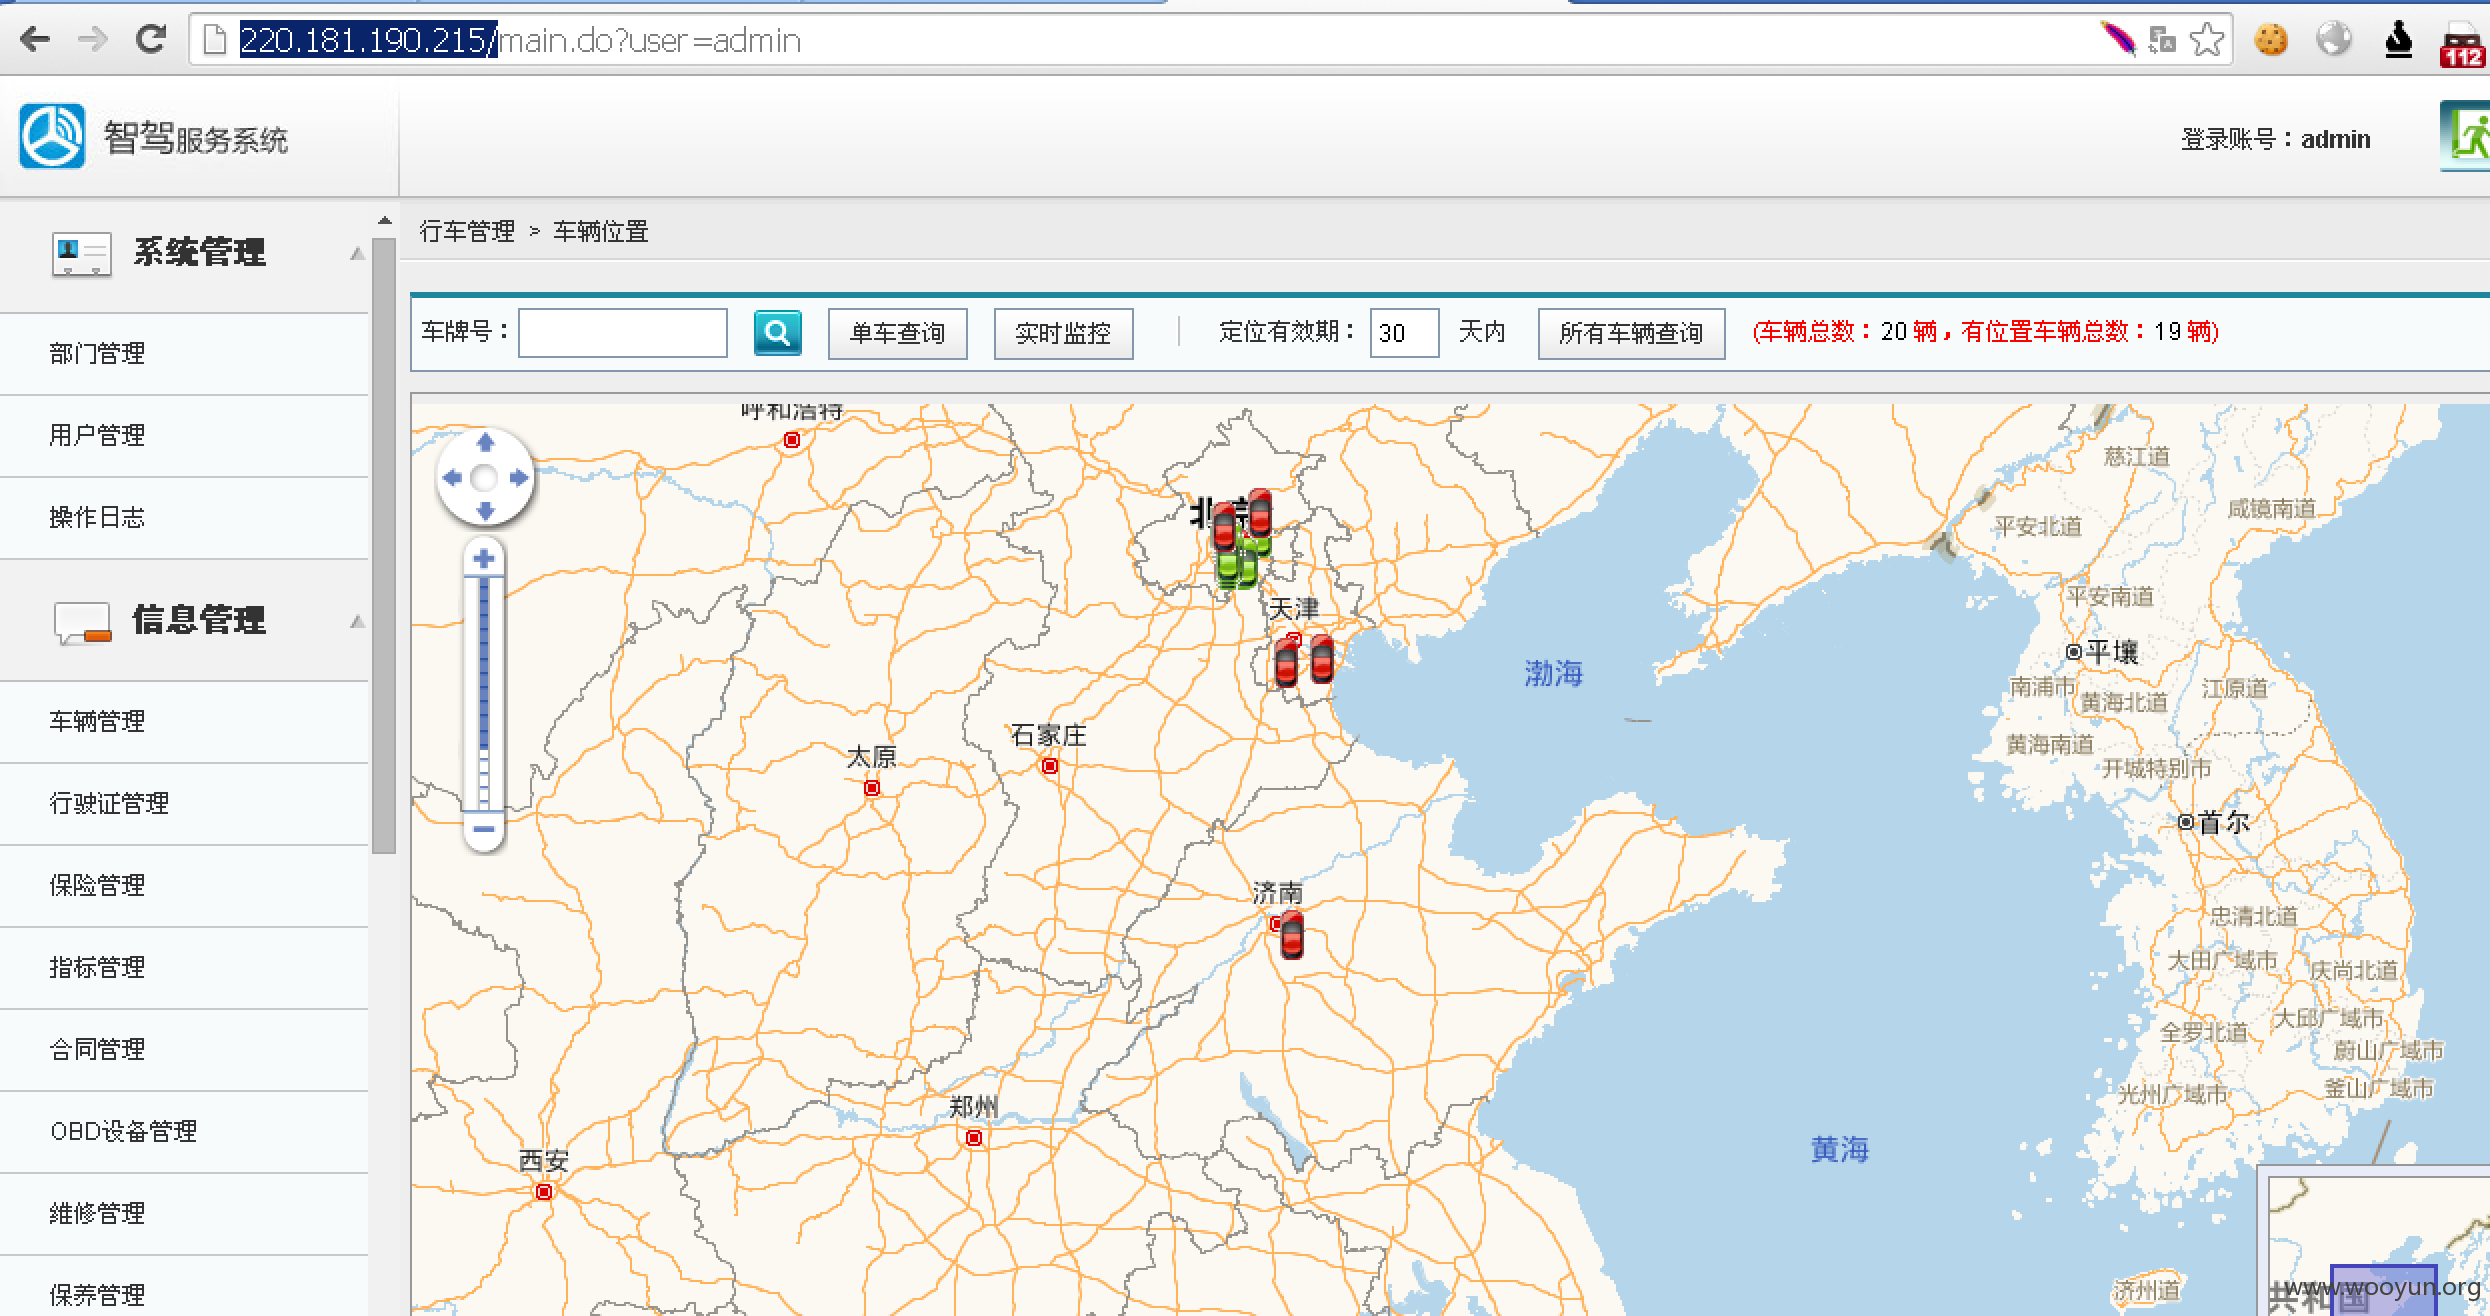 220.181.190.215/main.do?user=admin
112
智驾服务系统
登录账号：admin
系统管理
部门管理
用户管理
操作日志
信息管理
车辆管理
行驶证管理
保险管理
指标管理
合同管理
OBD设备管理
维修管理
保养管理
行车管理 > 车辆位置
车牌号： 单车查询 实时监控 定位有效期： 30 天内 所有车辆查询 (车辆总数：20 辆，有位置车辆总数：19 辆)
呼和浩特
北京
天津
石家庄
太原
济南
郑州
西安
渤海
黄海
慈江道
咸镜南道
平安北道
平安南道
平壤
南浦市
黄海北道
江原道
黄海南道
开城特别市
首尔
忠清北道
大田广域市
庆尚北道
全罗北道
大邱广域市
蔚山广域市
光州广域市
釜山广域市
济州道
共和国
www.wooyun.org